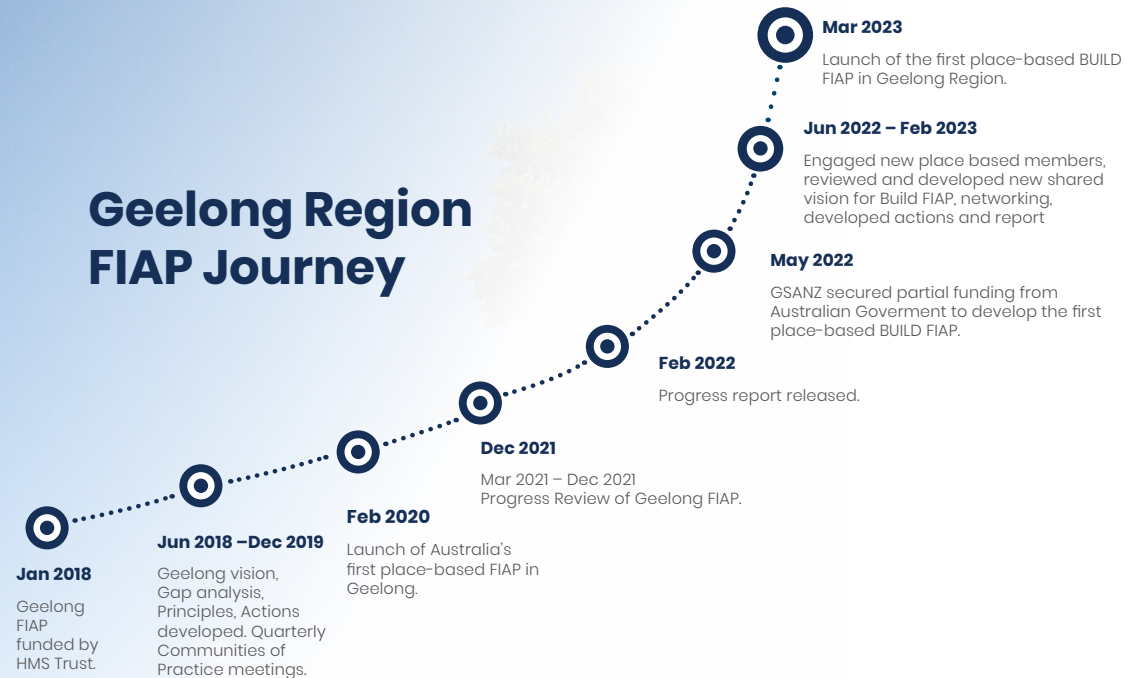 Geelong Region
FIAP Journey
Jan 2018
Geelong
FIAP
funded by
HMS Trust.
Jun 2018 –Dec 2019
Geelong vision,
Gap analysis,
Principles, Actions
developed. Quarterly
Communities of
Practice meetings.
Feb 2020
Launch of Australia's
first place-based FIAP in
Geelong.
Dec 2021
Mar 2021 – Dec 2021
Progress Review of Geelong FIAP.
Feb 2022
Progress report released.
May 2022
GSANZ secured partial funding from
Australian Goverment to develop the first
place-based BUILD FIAP.
Jun 2022 – Feb 2023
Engaged new place based members,
reviewed and developed new shared
vision for Build FIAP, networking,
developed actions and report
Mar 2023
Launch of the first place-based BUILD
FIAP in Geelong Region.